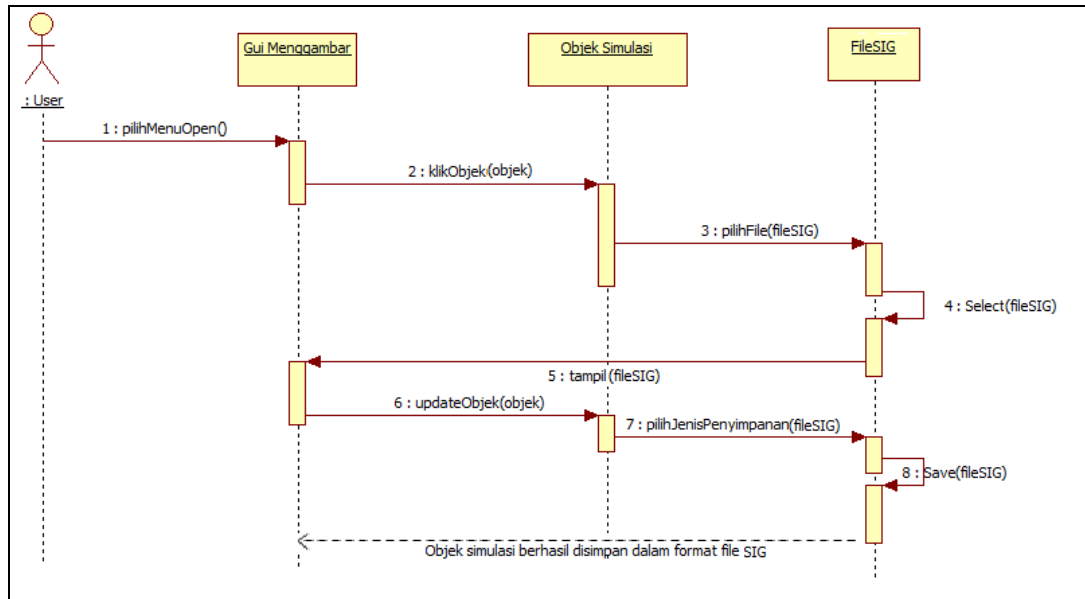 Gui Menggambar
Objek Simulasi
FileSIG
: User
1 : pilihMenuOpen()
2 : klikObjek(objek)
3 : pilihFile(fileSIG)
4 : Select(fileSIG)
5 : tampil(fileSIG)
6 : updateObjek(objek)
7 : pilihJenisPenyimpanan(fileSIG)
8 : Save(fileSIG)
Objek simulasi berhasil disimpan dalam format file SIG